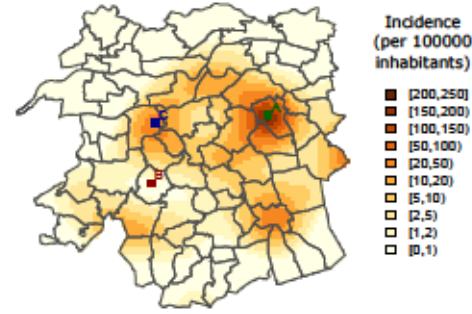 Incidence
(per 100000
inhabitants)
[200,250]
[150,200)
[100,150)
[50,100)
[20,50)
[10,20)
[5,10)
[2,5)
[1,2)
[0,1)
A
B